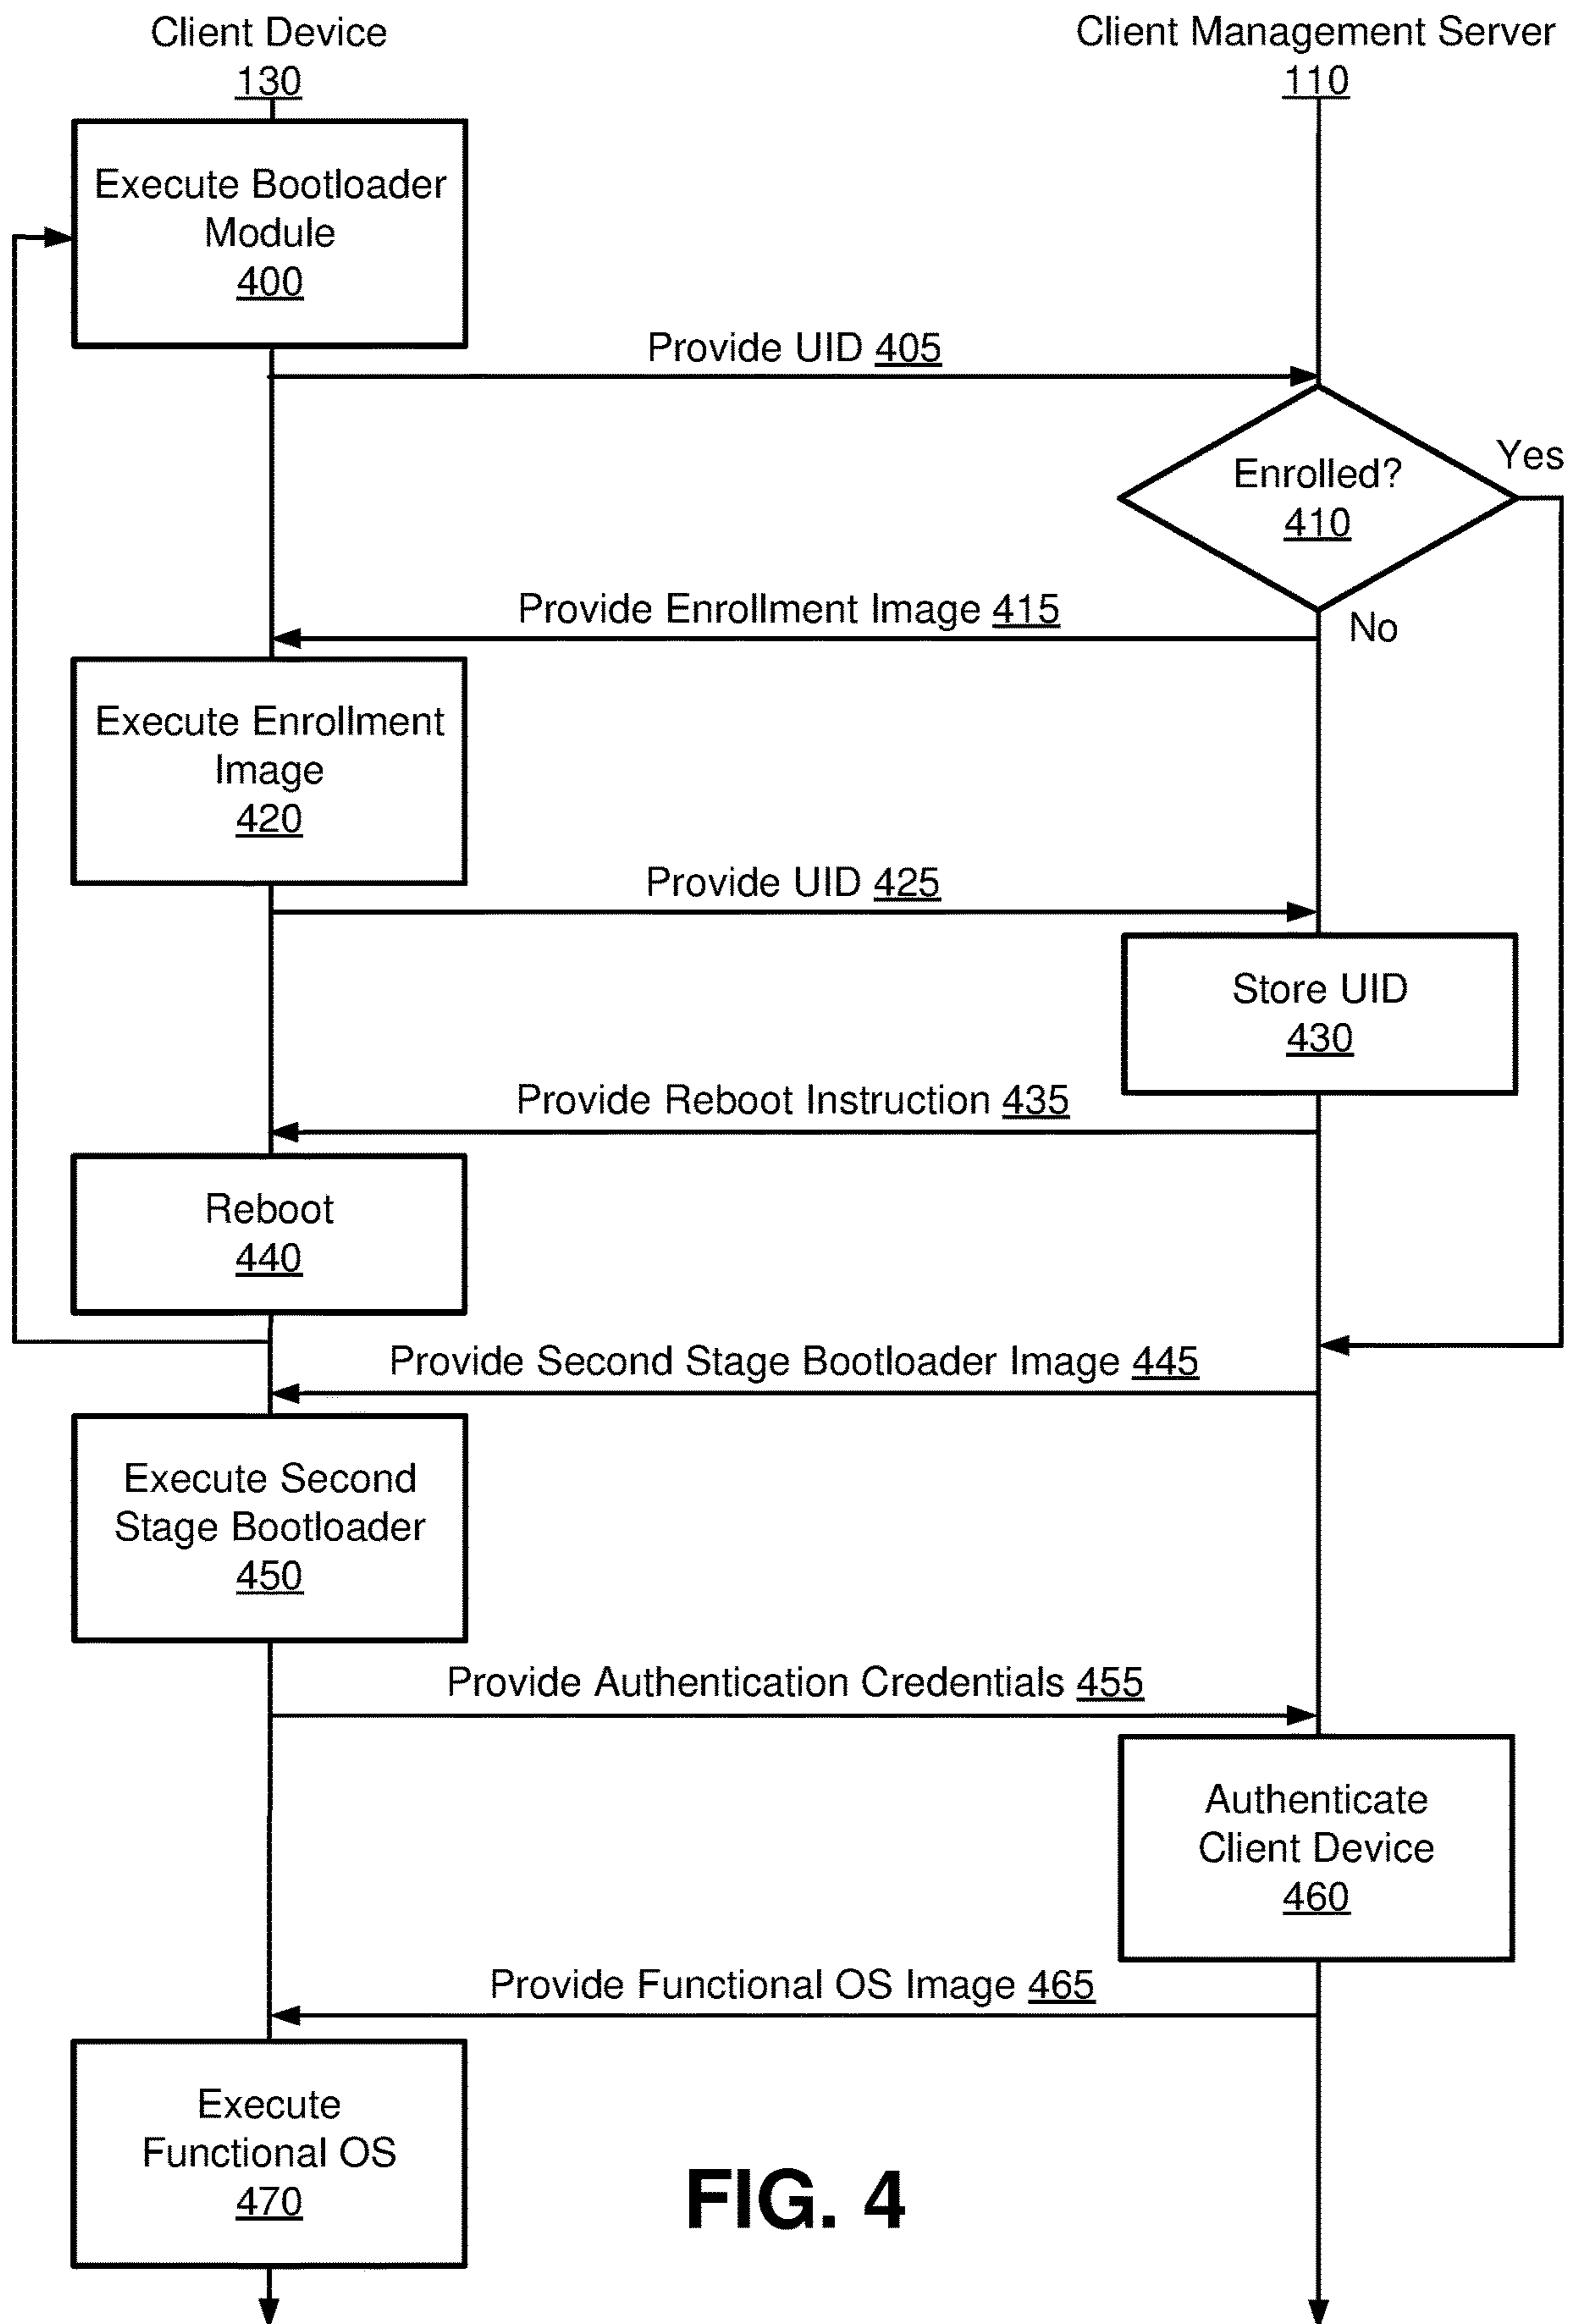 Client Device
130
Client Management Server
110
Execute Bootloader
Module
400
Provide UID 405
Enrolled?
410
Yes
No
Provide Enrollment Image 415
Execute Enrollment
Image
420
Provide UID 425
Store UID
430
Provide Reboot Instruction 435
Reboot
440
Provide Second Stage Bootloader Image 445
Execute Second
Stage Bootloader
450
Provide Authentication Credentials 455
Authenticate
Client Device
460
Provide Functional OS Image 465
Execute
Functional OS
470
FIG. 4